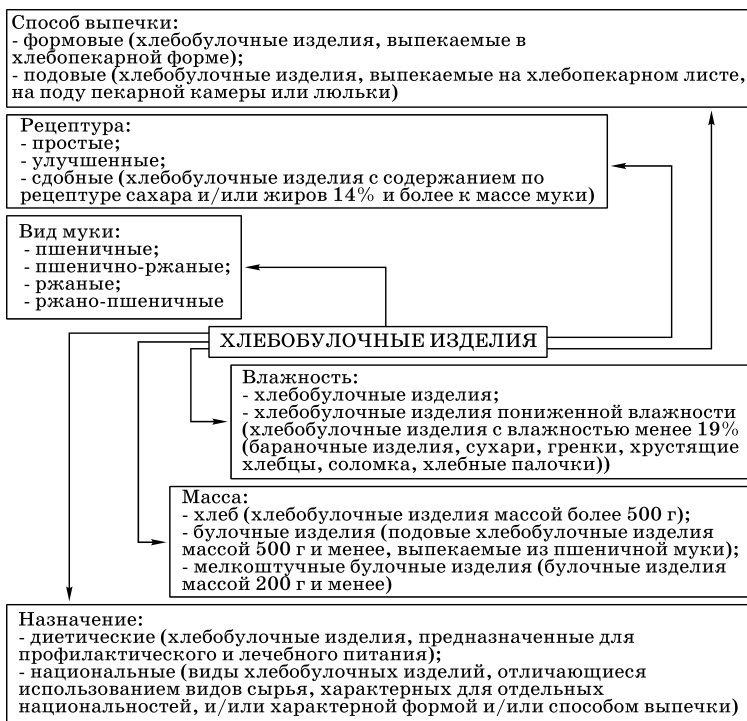 Способ выпечки:
- формовые (хлебобулочные изделия, выпекаемые в
хлебопекарной форме);
- подовые (хлебобулочные изделия, выпекаемые на хлебопекарном листе,
на поду пекарной камеры или люльки)
Рецептура:
- простые;
- улучшенные;
- сдобные (хлебобулочные изделия с содержанием по
рецептуре сахара и/или жиров 14% и более к массе муки)
Вид муки:
- пшеничные;
- пшенично-ржаные;
- ржаные;
- ржано-пшеничные
ХЛЕБОБУЛОЧНЫЕ ИЗДЕЛИЯ
Влажность:
- хлебобулочные изделия;
- хлебобулочные изделия пониженной влажности
(хлебобулочные изделия с влажностью менее 19%
(бараночные изделия, сухари, гренки, хрустящие
хлебцы, соломка, хлебные палочки))
Масса:
- хлеб (хлебобулочные изделия массой более 500 г);
- булочные изделия (подовые хлебобулочные изделия
массой 500 г и менее, выпекаемые из пшеничной муки);
- мелкоштучные булочные изделия (булочные изделия
массой 200 г и менее)
Назначение:
- диетические (хлебобулочные изделия, предназначенные для
профилактического и лечебного питания);
- национальные (виды хлебобулочных изделий, отличающиеся
использованием видов сырья, характерных для отдельных
национальностей, и/или характерной формой и/или способом выпечки)